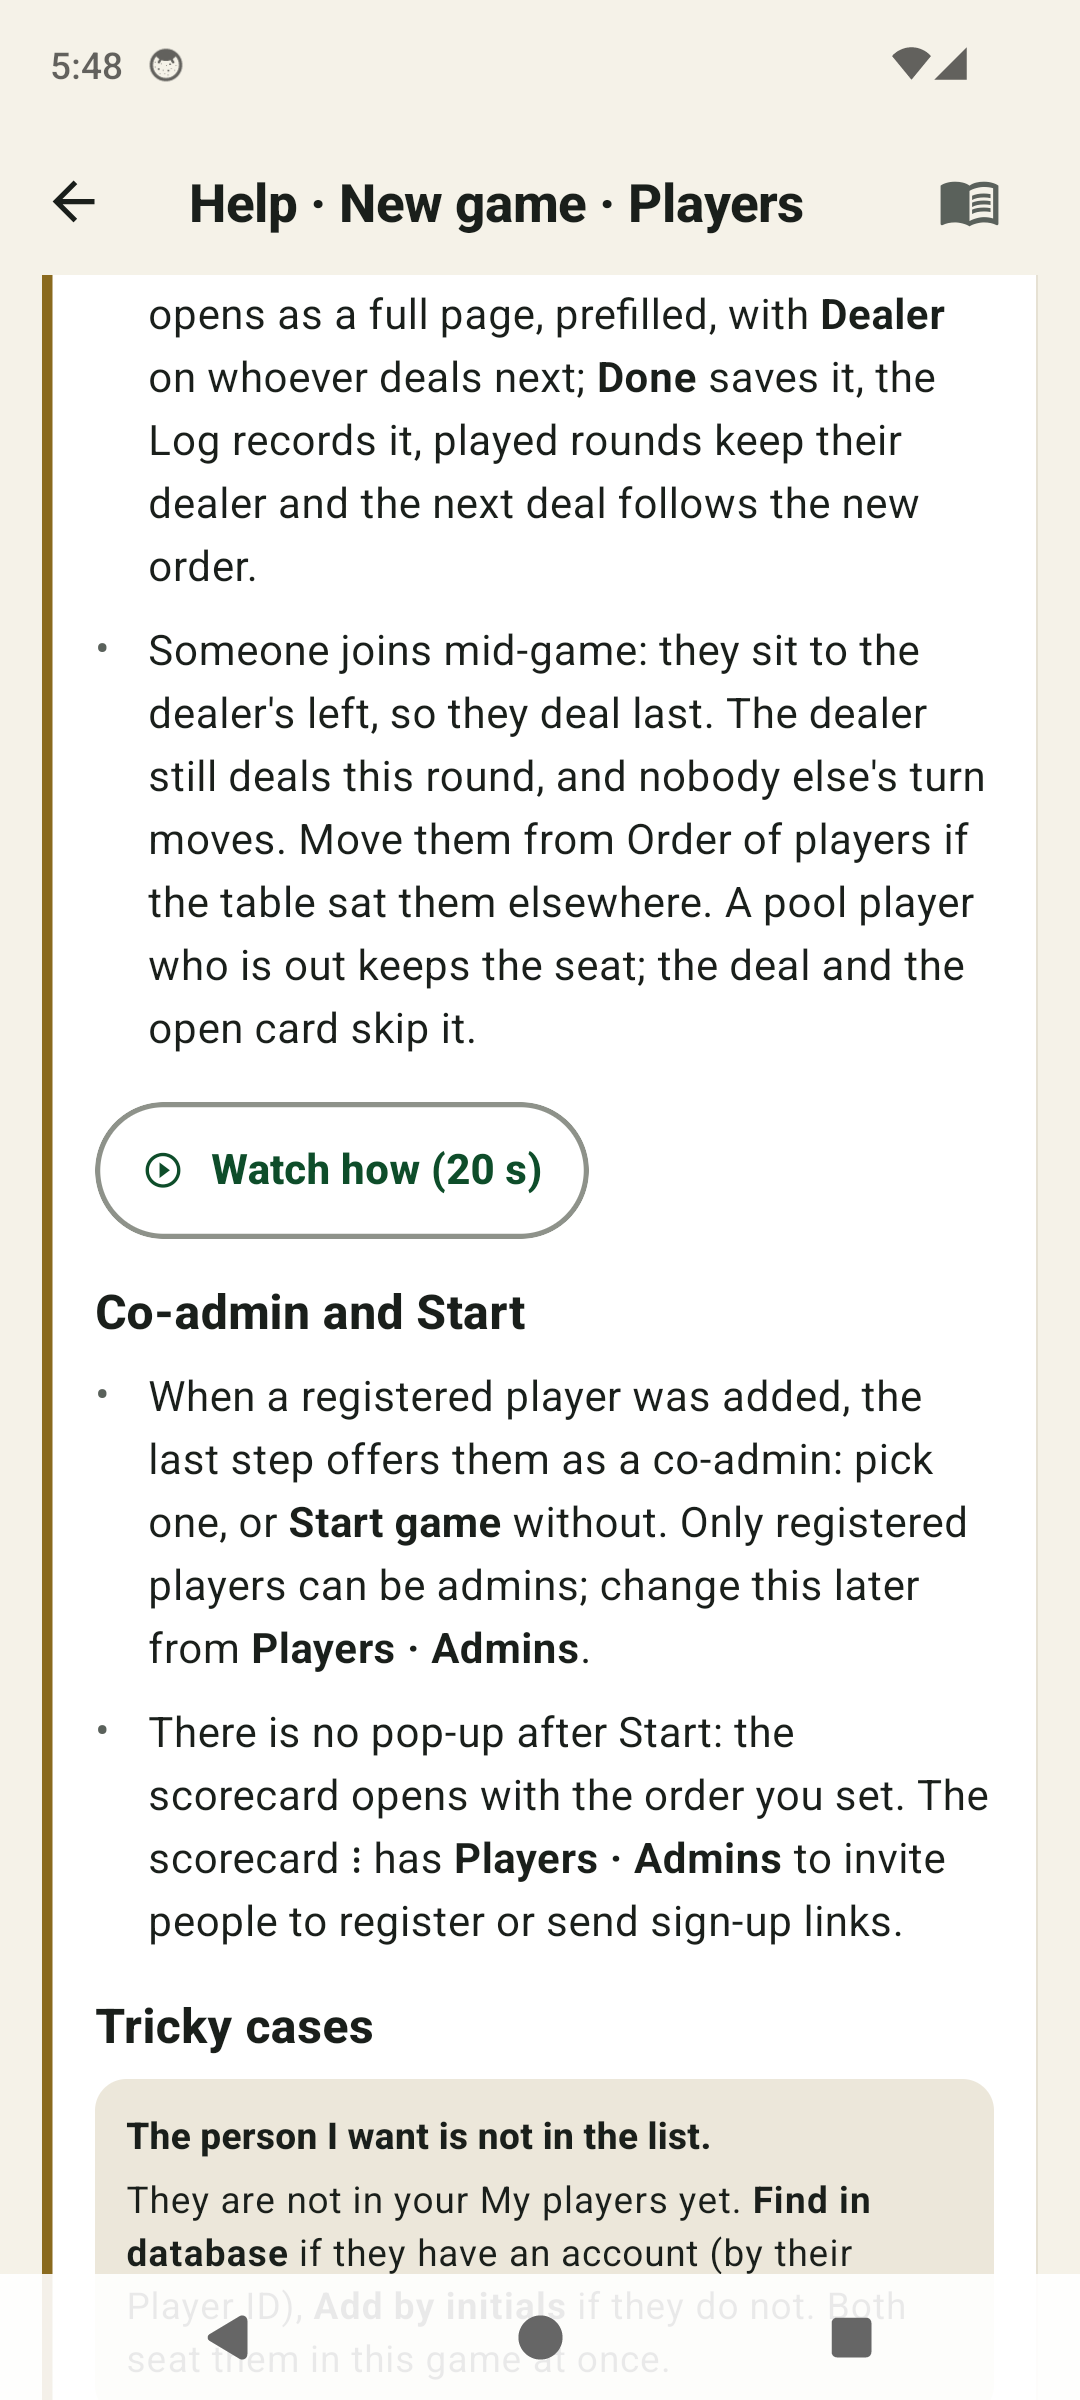 5:48
Help · New game · Players
opens as a full page, prefilled, with Dealer
on whoever deals next; Done saves it, the
Log records it, played rounds keep their
dealer and the next deal follows the new
order.
• Someone joins mid-game: they sit to the
dealer's left, so they deal last. The dealer
still deals this round, and nobody else's turn
moves. Move them from Order of players if
the table sat them elsewhere. A pool player
who is out keeps the seat; the deal and the
open card skip it.
Watch how (20 s)
Co-admin and Start
• When a registered player was added, the
last step offers them as a co-admin: pick
one, or Start game without. Only registered
players can be admins; change this later
from Players · Admins.
• There is no pop-up after Start: the
scorecard opens with the order you set. The
scorecard ⋮ has Players · Admins to invite
people to register or send sign-up links.
Tricky cases
The person I want is not in the list.
They are not in your My players yet. Find in
database if they have an account (by their
Player ID), Add by initials if they do not. Both
seat them in this game at once.